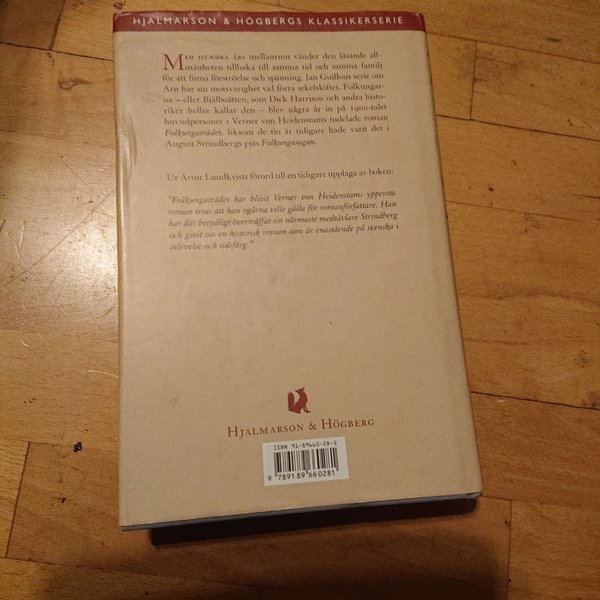 HJALMARSON & HÖGBERGS KLASSIKERSERIE
MED HUNDRA ÅRS mellanrum vänder den läsande all-
mänheten tillbaka till samma tid och samma familj
för att finna förströelse och spänning. Jan Guillous serie om
Arn har sin motsvarighet vid förra sekelskiftet. Folkungar-
na – eller Bjälboätten, som Dick Harrison och andra histo-
riker hellre kallar den – blev några år in på 1900-talet
huvudpersoner i Verner von Heidenstams tudelade roman
Folkungaträdet, liksom de tio år tidigare hade varit det i
August Strindbergs pjäs Folkungasagan.
Ur Artur Lundkvists förord till en tidigare upplaga av boken:
"Folkungaträdet har blivit Verner von Heidenstams yppersta
roman trots att han ogärna ville gälla för romanförfattare. Han
har där betydligt överträffat sin närmaste medtävlare Strindberg
och givit oss en historisk roman som är enastående på svenska i
inlevelse och tidsfärg."
HJALMARSON & HÖGBERG
ISBN 91-89660-28-5
9 789189 660281